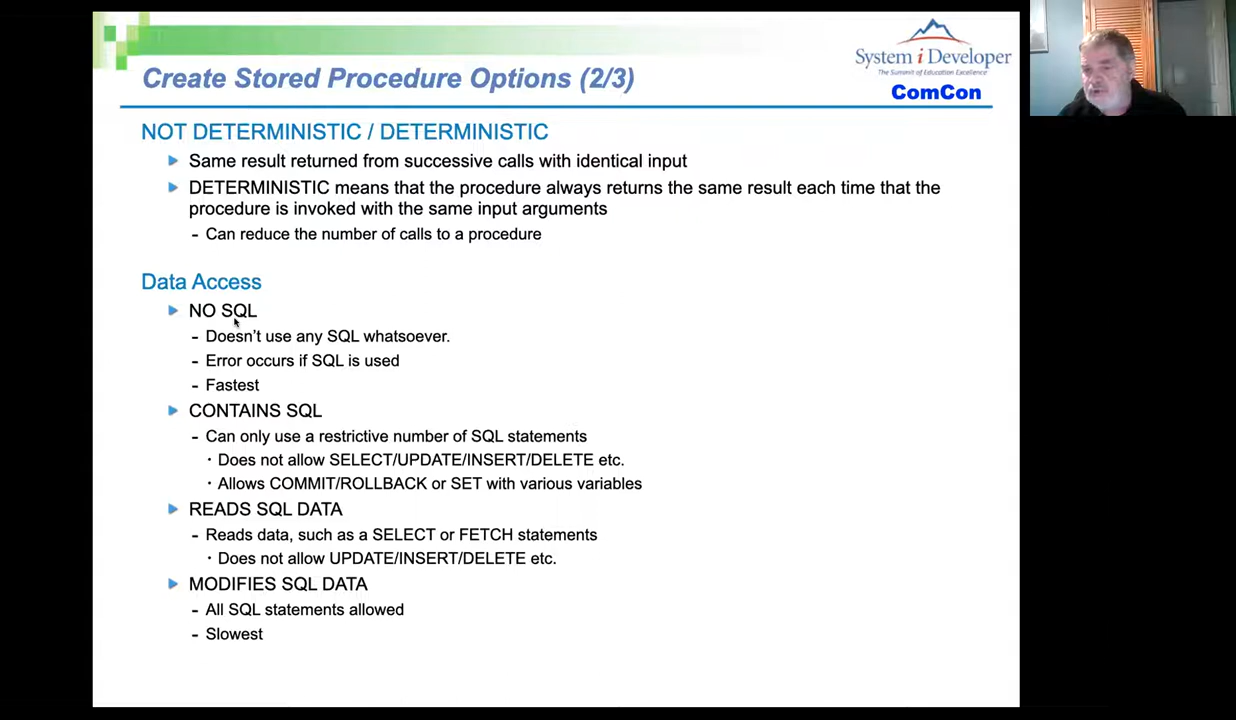 System i Developer
The Summit of Education Excellence
ComCon
Create Stored Procedure Options (2/3)
NOT DETERMINISTIC / DETERMINISTIC
Same result returned from successive calls with identical input
DETERMINISTIC means that the procedure always returns the same result each time that the
procedure is invoked with the same input arguments
- Can reduce the number of calls to a procedure
Data Access
NO SQL
- Doesn't use any SQL whatsoever.
- Error occurs if SQL is used
- Fastest
CONTAINS SQL
- Can only use a restrictive number of SQL statements
· Does not allow SELECT/UPDATE/INSERT/DELETE etc.
· Allows COMMIT/ROLLBACK or SET with various variables
READS SQL DATA
- Reads data, such as a SELECT or FETCH statements
· Does not allow UPDATE/INSERT/DELETE etc.
MODIFIES SQL DATA
- All SQL statements allowed
- Slowest